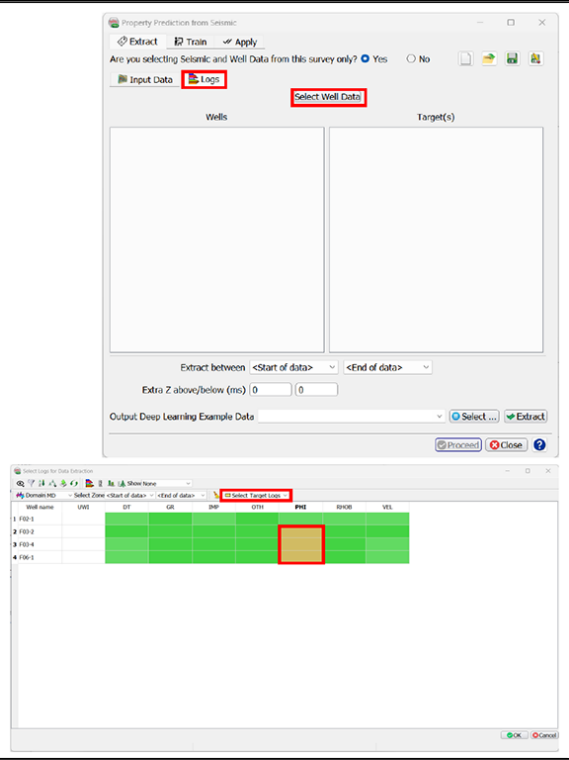 Property Prediction from Seismic
Extract Train Apply
Are you selecting Seismic and Well Data from this survey only? Yes No
Input Data Logs
Select Well Data
Wells Target(s)
Extract between <Start of data> <End of data>
Extra Z above/below (ms) 0 0
Output Deep Learning Example Data Select ... Extract
Proceed Close ?
Select Logs for Data Extraction
Show None
Domain MD Select Zone <Start of data> <End of data> Select Target Logs
Well name UWI DT GR IMP OTH PHI RHOB VEL
1 F02-1
2 F03-2
3 F03-4
4 F06-1
OK Cancel